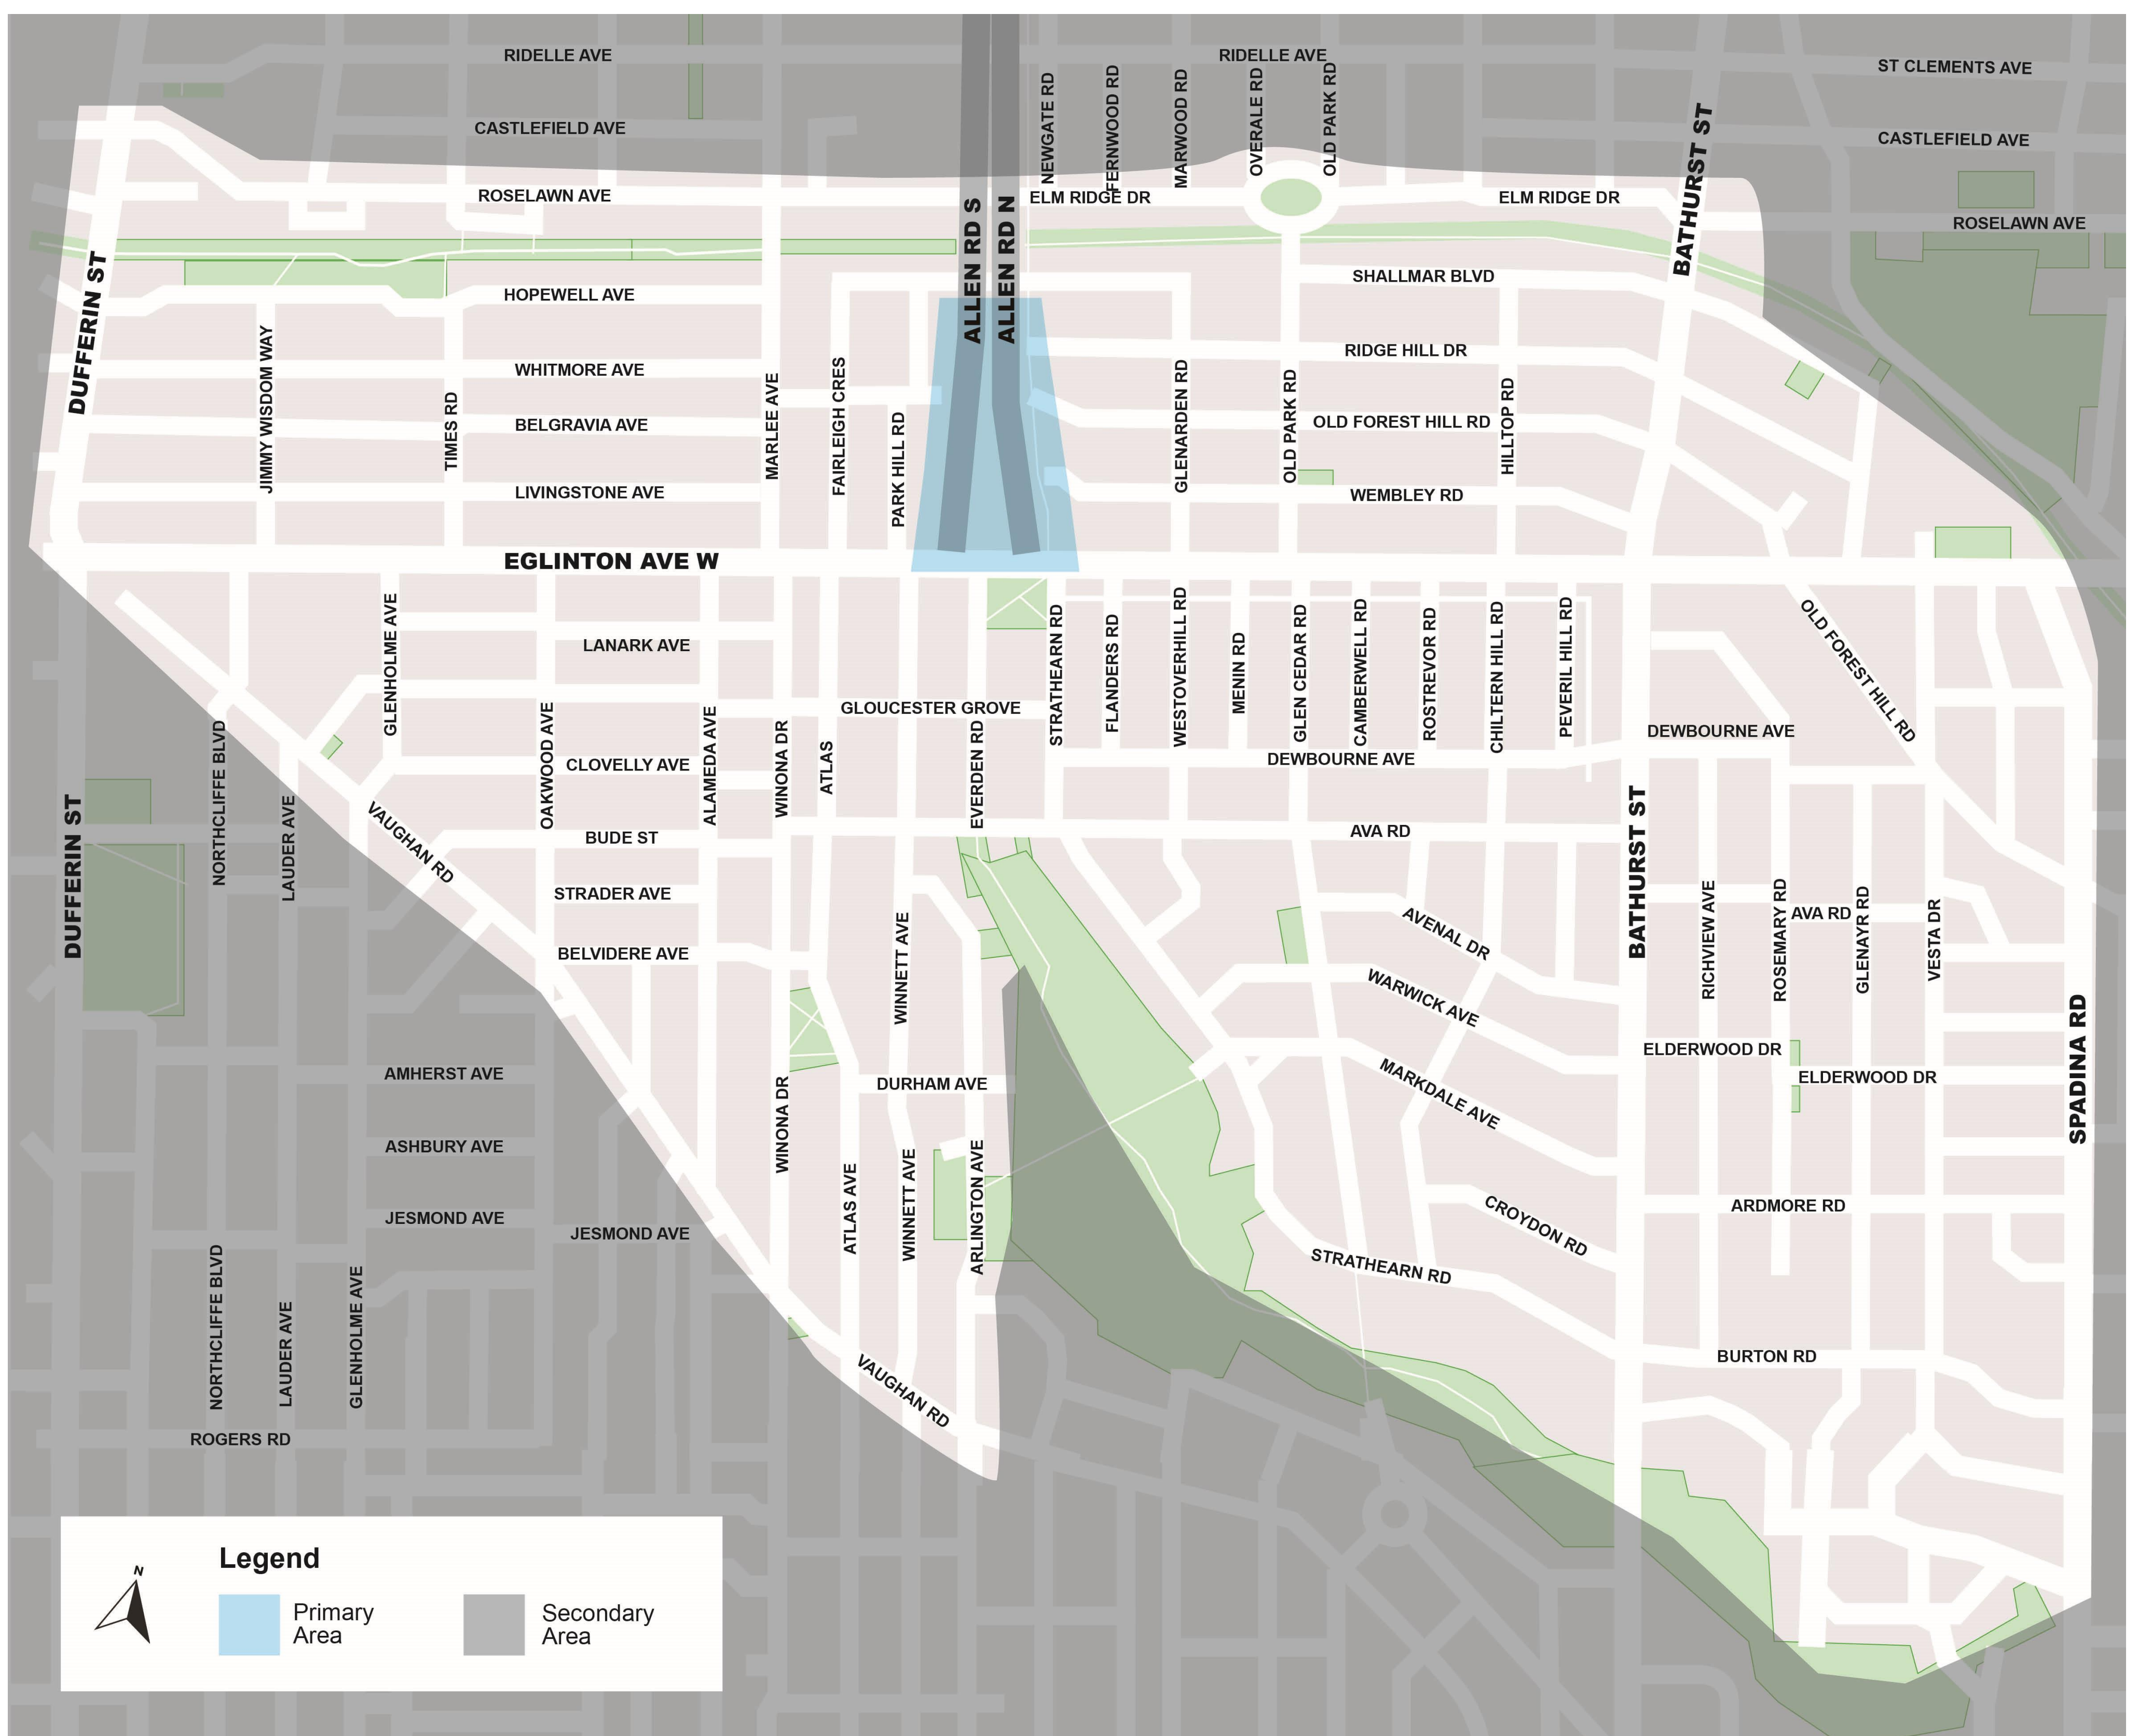 RIDELLE AVE
RIDELLE AVE
ST CLEMENTS AVE
CASTLEFIELD AVE
NEWGATE RD
FERNWOOD RD
MARWOOD RD
OVERALE RD
OLD PARK RD
BATHURST ST
CASTLEFIELD AVE
ROSELAWN AVE
ALLEN RD S
ALLEN RD N
ELM RIDGE DR
ELM RIDGE DR
ROSELAWN AVE
DUFFERIN ST
HOPEWELL AVE
SHALLMAR BLVD
JIMMY WISDOM WAY
WHITMORE AVE
RIDGE HILL DR
TIMES RD
BELGRAVIA AVE
MARLEE AVE
FAIRLEIGH CRES
PARK HILL RD
GLENARDEN RD
OLD PARK RD
OLD FOREST HILL RD
HILLTOP RD
LIVINGSTONE AVE
WEMBLEY RD
EGLINTON AVE W
GLENHOLME AVE
LANARK AVE
STRATHEARN RD
FLANDERS RD
WESTOVERHILL RD
MENIN RD
GLEN CEDAR RD
CAMBERWELL RD
ROSTREVOR RD
CHILTERN HILL RD
PEVERIL HILL RD
OLD FOREST HILL RD
GLOUCESTER GROVE
NORTHCLIFFE BLVD
OAKWOOD AVE
ALAMEDA AVE
WINONA DR
ATLAS
EVERDEN RD
DEWBOURNE AVE
DEWBOURNE AVE
CLOVELLY AVE
DUFFERIN ST
LAUDER AVE
VAUGHAN RD
BUDE ST
AVA RD
BATHURST ST
STRADER AVE
WINNETT AVE
AVENAL DR
RICHVIEW AVE
ROSEMARY RD
AVA RD
GLENAYR RD
VESTA DR
BELVIDERE AVE
WARWICK AVE
SPADINA RD
AMHERST AVE
WINONA DR
DURHAM AVE
MARKDALE AVE
ELDERWOOD DR
ELDERWOOD DR
ASHBURY AVE
ATLAS AVE
WINNETT AVE
ARLINGTON AVE
JESMOND AVE
JESMOND AVE
CROYDON RD
ARDMORE RD
NORTHCLIFFE BLVD
LAUDER AVE
GLENHOLME AVE
STRATHEARN RD
VAUGHAN RD
BURTON RD
ROGERS RD
N
Legend
Primary
Area
Secondary
Area